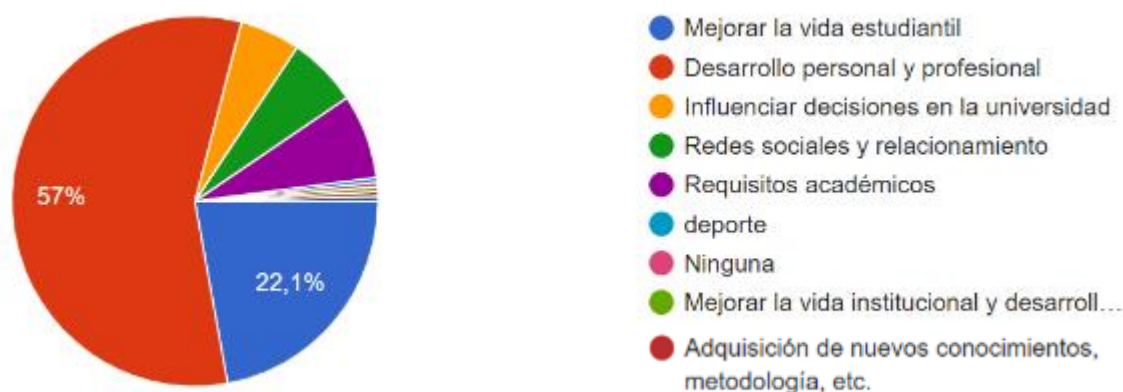 57%
22,1%
Mejorar la vida estudiantil
Desarrollo personal y profesional
Influenciar decisiones en la universidad
Redes sociales y relacionamiento
Requisitos académicos
deporte
Ninguna
Mejorar la vida institucional y desarroll…
Adquisición de nuevos conocimientos,
metodología, etc.